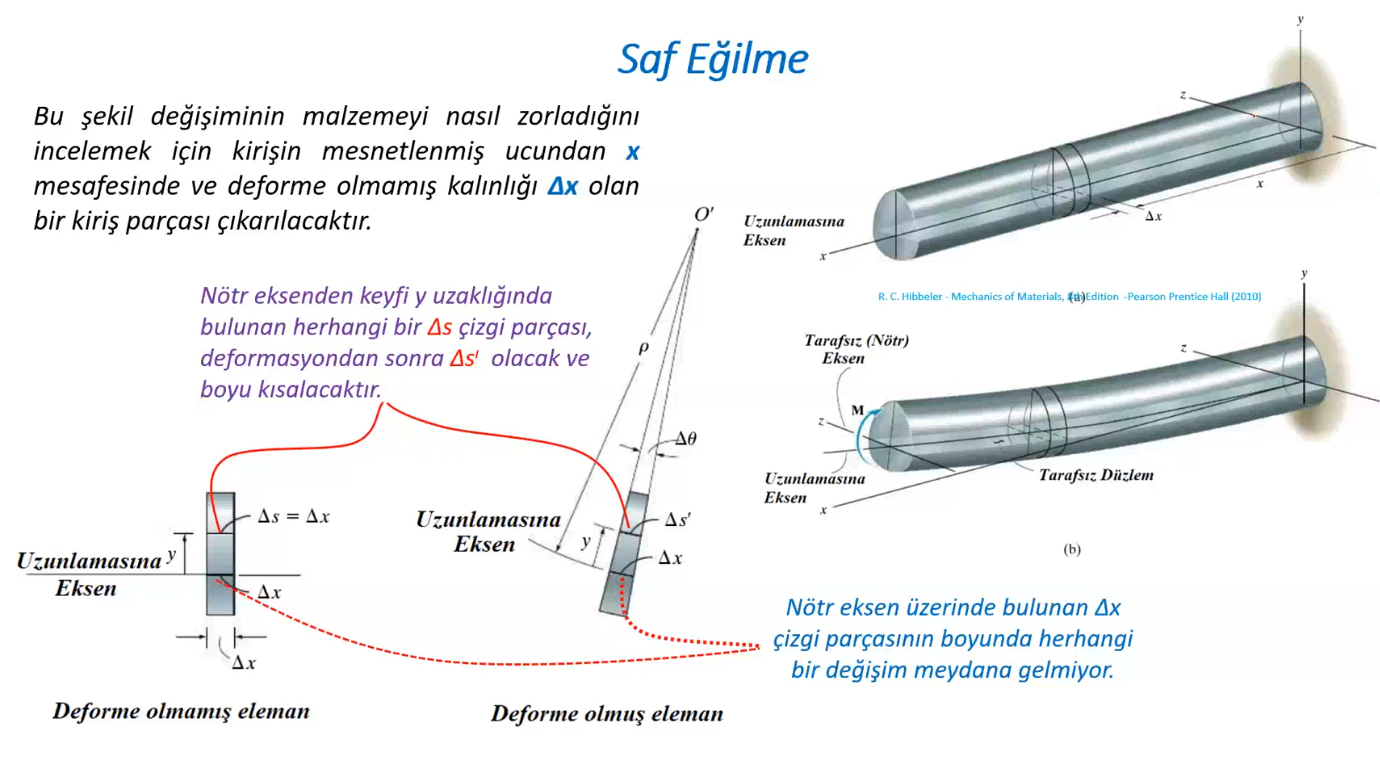 Saf Eğilme
Bu şekil değişiminin malzemeyi nasıl zorladığını
incelemek için kirişin mesnetlenmiş ucundan x
mesafesinde ve deforme olmamış kalınlığı Δx olan
bir kiriş parçası çıkarılacaktır.
Nötr eksenden keyfi y uzaklığında
bulunan herhangi bir Δs çizgi parçası,
deformasyondan sonra Δsᴵ olacak ve
boyu kısalacaktır.
y
z
x
Δx
Uzunlamasına
Eksen
x
R. C. Hibbeler - Mechanics of Materials, 8th Edition -Pearson Prentice Hall (2010)
(a)
y
Tarafsız (Nötr)
Eksen
z
M
z
Uzunlamasına
Eksen
x
Tarafsız Düzlem
(b)
O'
ρ
Δθ
Δs = Δx
y
Uzunlamasına
Eksen
Δx
Δx
Deforme olmamış eleman
Uzunlamasına
Eksen
y
Δs'
Δx
Deforme olmuş eleman
Nötr eksen üzerinde bulunan Δx
çizgi parçasının boyunda herhangi
bir değişim meydana gelmiyor.